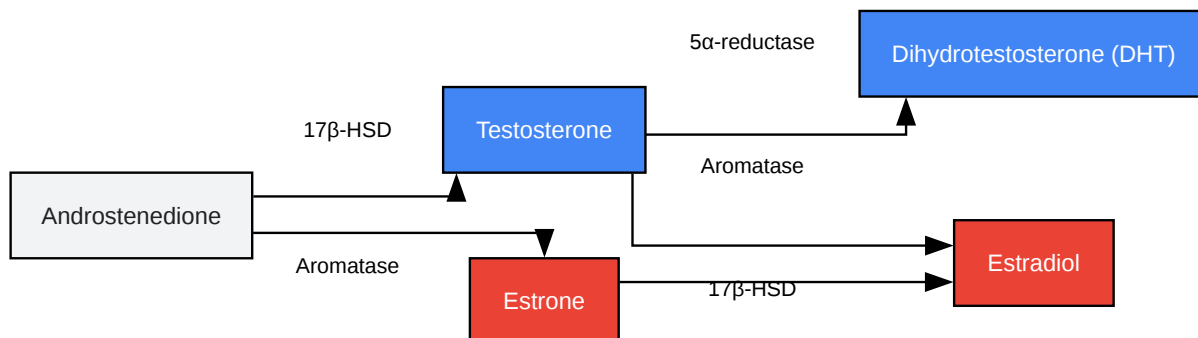 5α-reductase
Dihydrotestosterone (DHT)
17β-HSD
Testosterone
Aromatase
Androstenedione
Aromatase
Estrone
17β-HSD
Estradiol